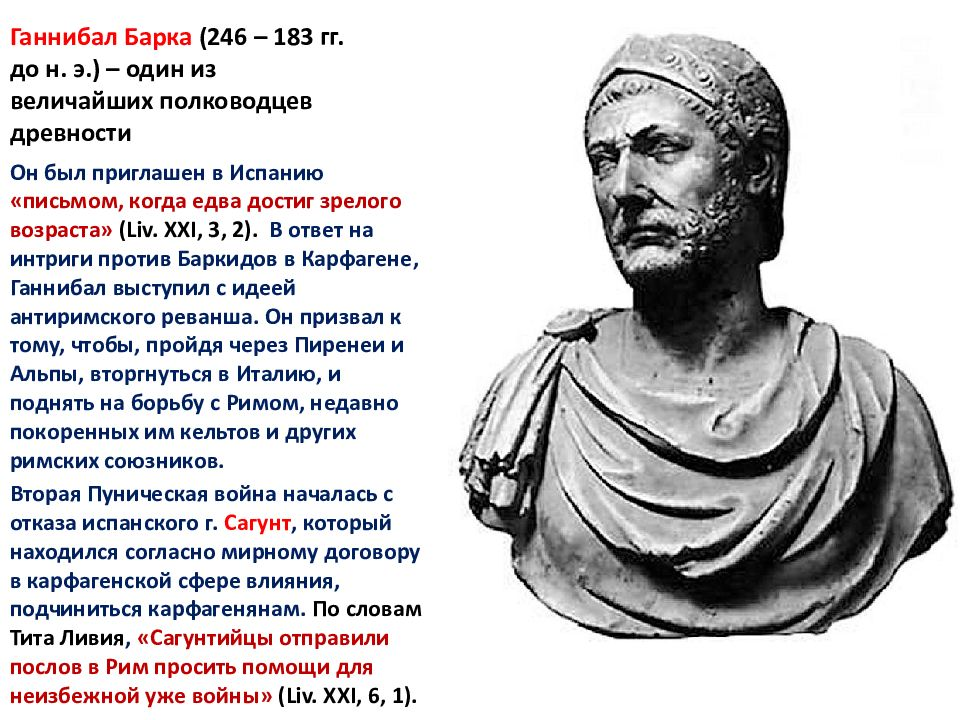 Ганнибал Барка (246 – 183 гг.
до н. э.) – один из
величайших полководцев
древности
Он был приглашен в Испанию
«письмом, когда едва достиг зрелого
возраста» (Liv. XXI, 3, 2). В ответ на
интриги против Баркидов в Карфагене,
Ганнибал выступил с идеей
антиримского реванша. Он призвал к
тому, чтобы, пройдя через Пиренеи и
Альпы, вторгнуться в Италию, и
поднять на борьбу с Римом, недавно
покоренных им кельтов и других
римских союзников.
Вторая Пуническая война началась с
отказа испанского г. Сагунт, который
находился согласно мирному договору
в карфагенской сфере влияния,
подчиниться карфагенянам. По словам
Тита Ливия, «Сагунтийцы отправили
послов в Рим просить помощи для
неизбежной уже войны» (Liv. XXI, 6, 1).